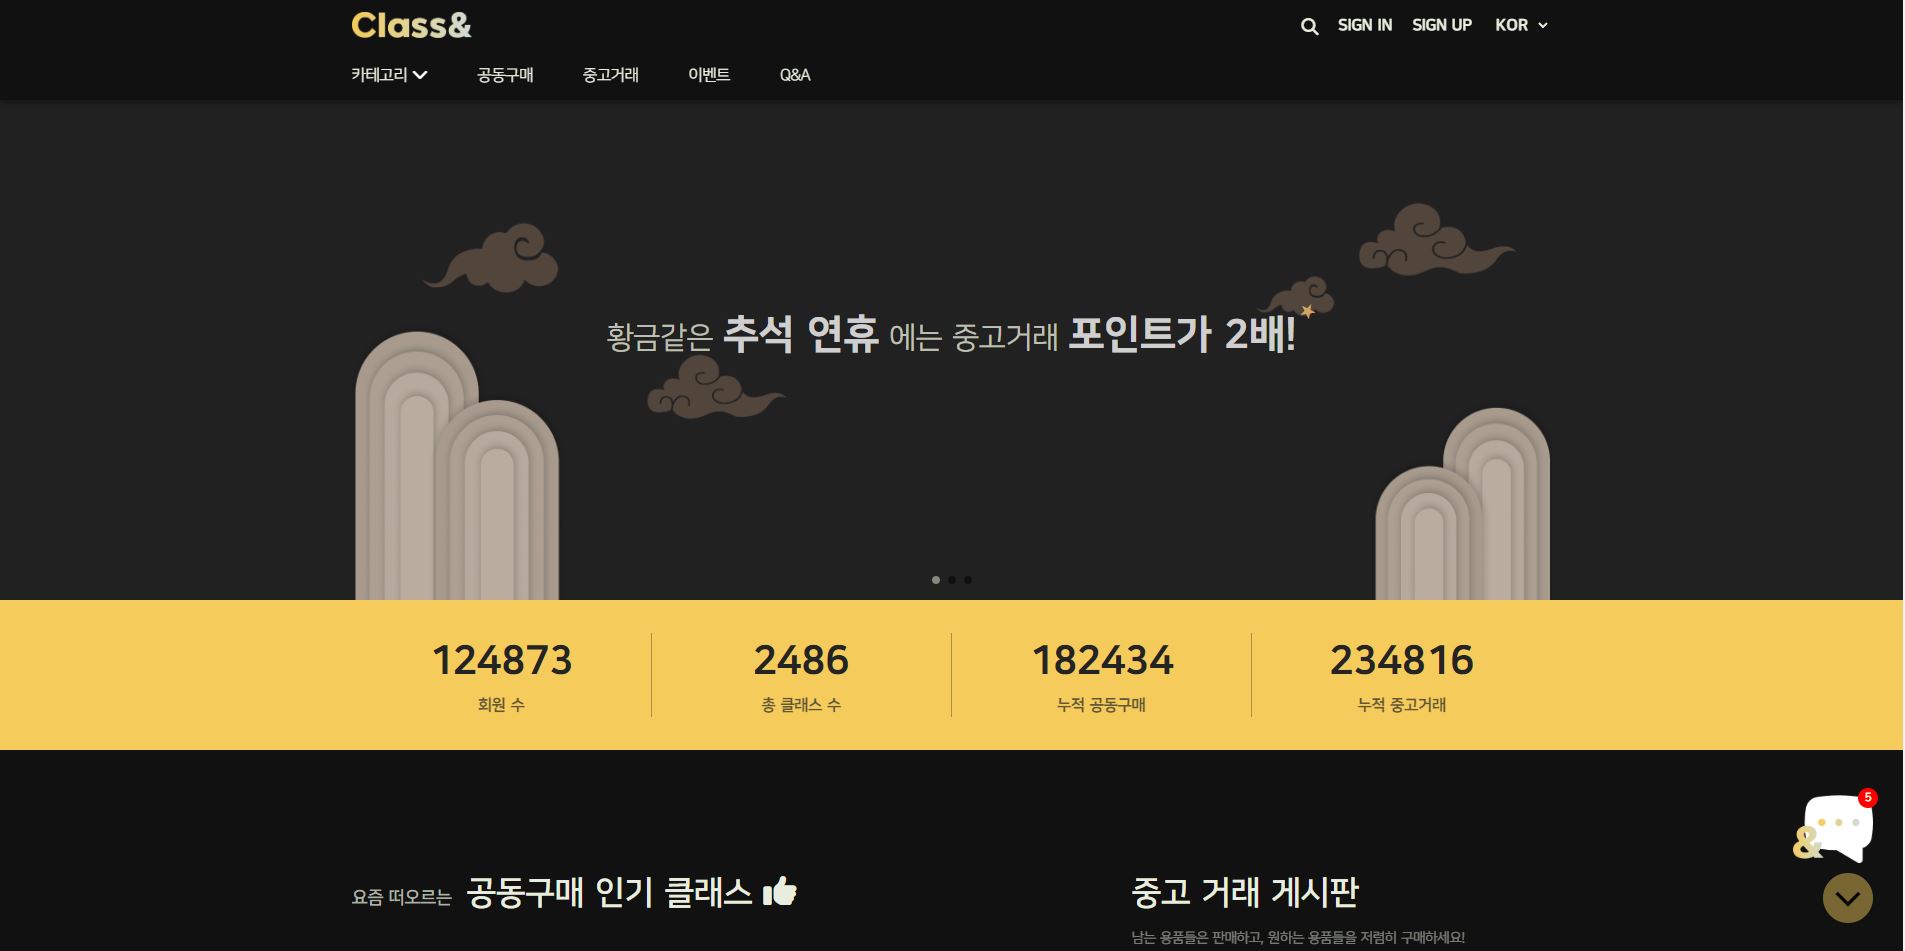 Class&
SIGN IN SIGN UP KOR
카테고리 공동구매 중고거래 이벤트 Q&A
황금같은 추석 연휴 에는 중고거래 포인트가 2배!
124873 2486 182434 234816
회원 수 총 클래스 수 누적 공동구매 누적 중고거래
5
&
요즘 떠오르는 공동구매 인기 클래스
중고 거래 게시판
남는 용품들은 판매하고, 원하는 용품들을 저렴히 구매하세요!